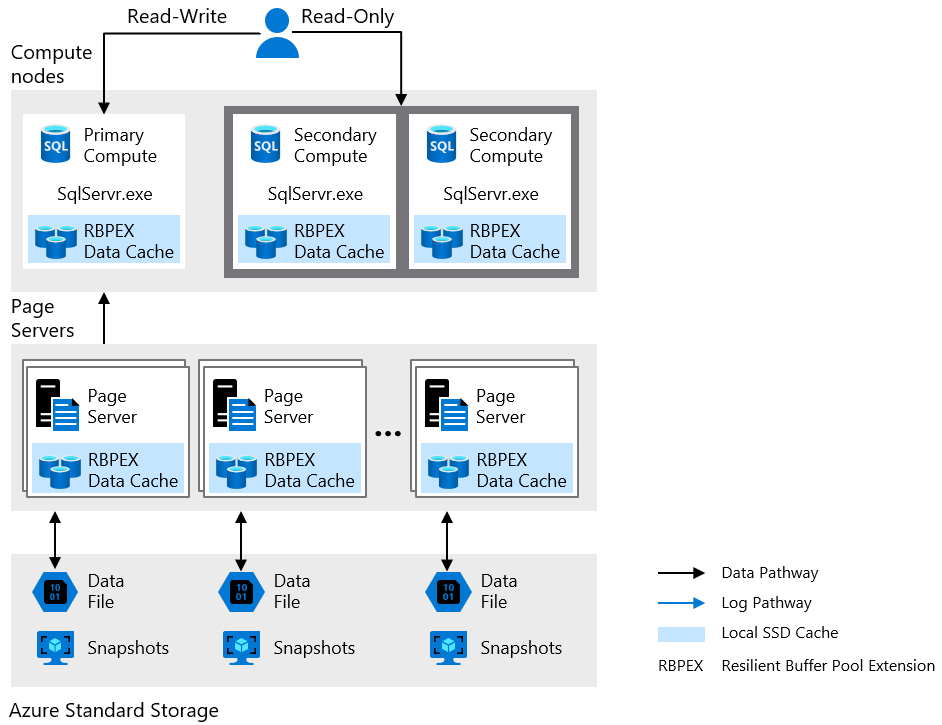 Read-Write
Read-Only
Compute
nodes
SQL
Primary
Compute
SqlServr.exe
RBPEX
Data Cache
SQL
Secondary
Compute
SqlServr.exe
RBPEX
Data Cache
SQL
Secondary
Compute
SqlServr.exe
RBPEX
Data Cache
Page
Servers
Page
Server
RBPEX
Data Cache
Page
Server
RBPEX
Data Cache
...
Page
Server
RBPEX
Data Cache
10
01
Data
File
Snapshots
10
01
Data
File
Snapshots
10
01
Data
File
Snapshots
Azure Standard Storage
Data Pathway
Log Pathway
Local SSD Cache
RBPEX Resilient Buffer Pool Extension